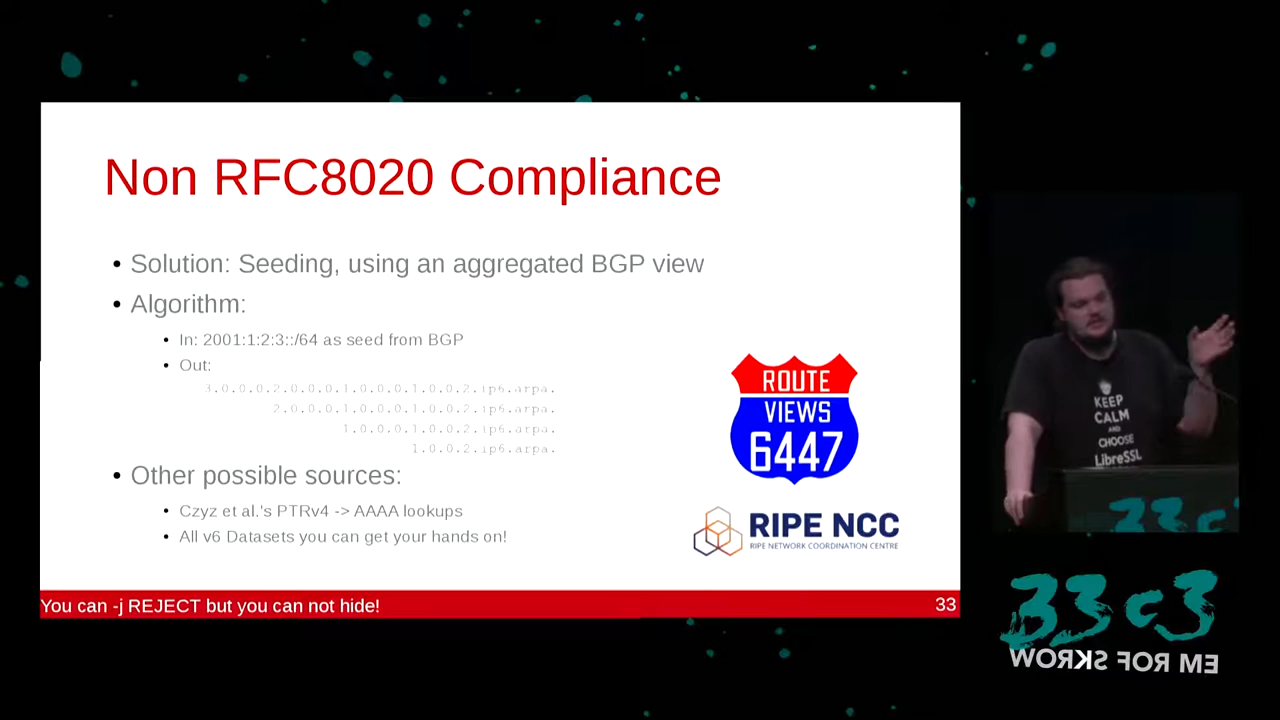 Non RFC8020 Compliance
• Solution: Seeding, using an aggregated BGP view
• Algorithm:
• In: 2001:1:2:3::/64 as seed from BGP
• Out:
3.0.0.0.2.0.0.0.1.0.0.0.1.0.0.2.ip6.arpa.
2.0.0.0.1.0.0.0.1.0.0.2.ip6.arpa.
1.0.0.0.1.0.0.2.ip6.arpa.
1.0.0.2.ip6.arpa.
• Other possible sources:
• Czyz et al.'s PTRv4 -> AAAA lookups
• All v6 Datasets you can get your hands on!
ROUTE
VIEWS
6447
RIPE NCC
RIPE NETWORK COORDINATION CENTRE
You can -j REJECT but you can not hide!
33
KEEP
CALM
AND
CHOOSE
LibreSSL
33c3
33c3
WORKS FOR ME